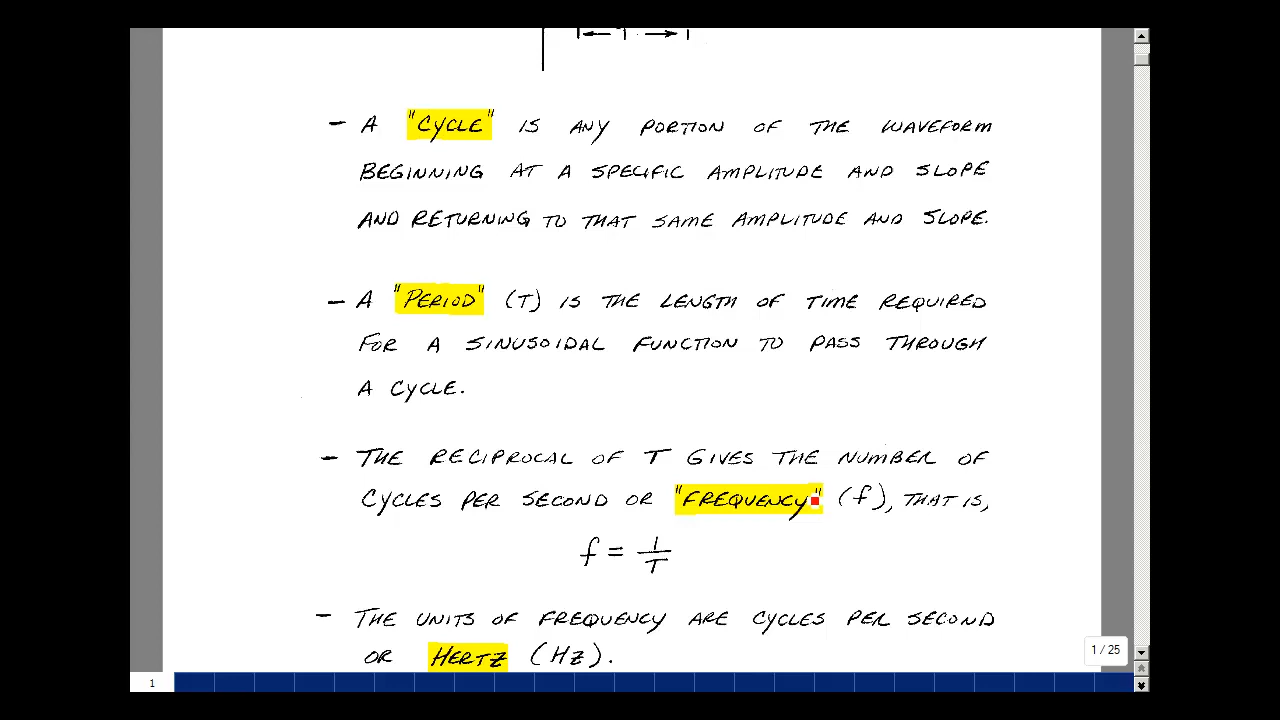 T
- A "CYCLE" IS ANY PORTION OF THE WAVEFORM
BEGINNING AT A SPECIFIC AMPLITUDE AND SLOPE
AND RETURNING TO THAT SAME AMPLITUDE AND SLOPE.
- A "PERIOD" (T) IS THE LENGTH OF TIME REQUIRED
FOR A SINUSOIDAL FUNCTION TO PASS THROUGH
A CYCLE.
- THE RECIPROCAL OF T GIVES THE NUMBER OF
CYCLES PER SECOND OR "FREQUENCY" (f), THAT IS,
f = 1/T
- THE UNITS OF FREQUENCY ARE CYCLES PER SECOND
OR HERTZ (HZ).
1 / 25
1